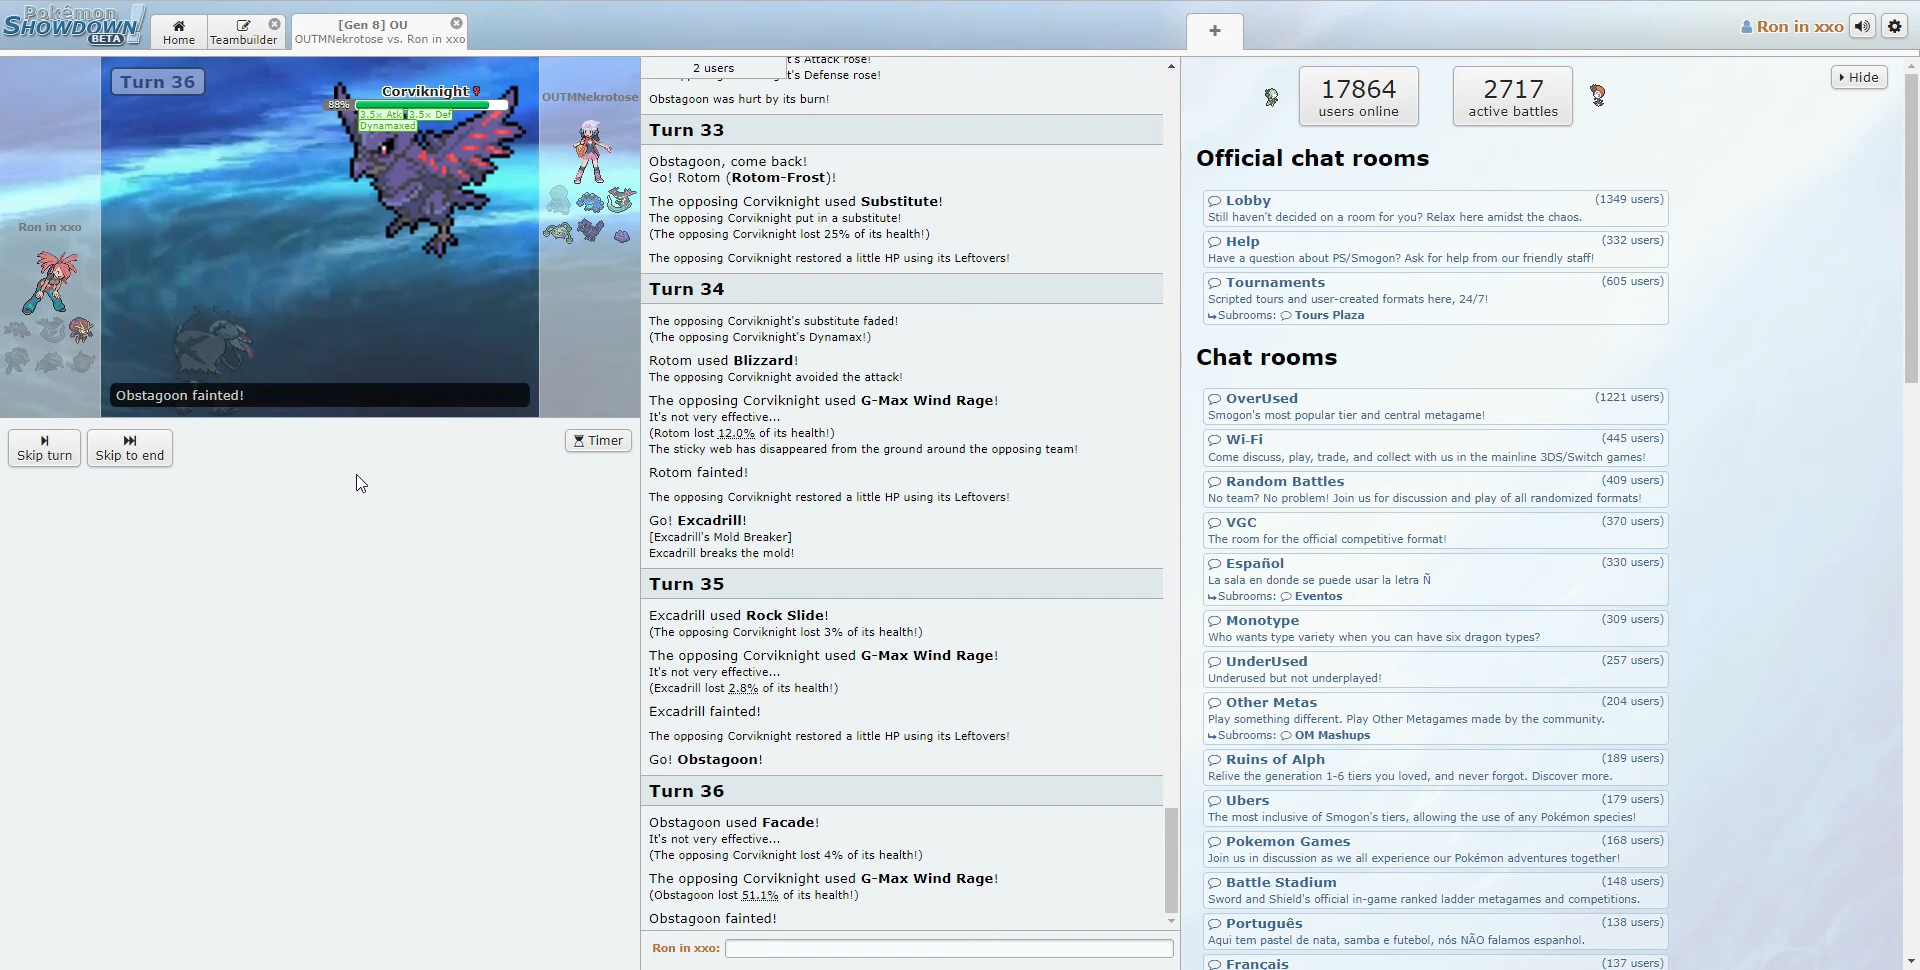 Pokémon
SHOWDOWN!
BETA
Home
Teambuilder
[Gen 8] OU
OUTMNekrotose vs. Ron in xxo
+
Ron in xxo
Turn 36
Corviknight
88%
3.5× Atk 3.5× Def
Dynamaxed
OUTMNekrotose
Ron in xxo
Obstagoon fainted!
Skip turn
Skip to end
Timer
2 users
t's Attack rose!
t's Defense rose!
Obstagoon was hurt by its burn!
Turn 33
Obstagoon, come back!
Go! Rotom (Rotom-Frost)!
The opposing Corviknight used Substitute!
The opposing Corviknight put in a substitute!
(The opposing Corviknight lost 25% of its health!)
The opposing Corviknight restored a little HP using its Leftovers!
Turn 34
The opposing Corviknight's substitute faded!
(The opposing Corviknight's Dynamax!)
Rotom used Blizzard!
The opposing Corviknight avoided the attack!
The opposing Corviknight used G-Max Wind Rage!
It's not very effective...
(Rotom lost 12.0% of its health!)
The sticky web has disappeared from the ground around the opposing team!
Rotom fainted!
The opposing Corviknight restored a little HP using its Leftovers!
Go! Excadrill!
[Excadrill's Mold Breaker]
Excadrill breaks the mold!
Turn 35
Excadrill used Rock Slide!
(The opposing Corviknight lost 3% of its health!)
The opposing Corviknight used G-Max Wind Rage!
It's not very effective...
(Excadrill lost 2.8% of its health!)
Excadrill fainted!
The opposing Corviknight restored a little HP using its Leftovers!
Go! Obstagoon!
Turn 36
Obstagoon used Facade!
It's not very effective...
(The opposing Corviknight lost 4% of its health!)
The opposing Corviknight used G-Max Wind Rage!
(Obstagoon lost 51.1% of its health!)
Obstagoon fainted!
Ron in xxo:
Hide
17864
users online
2717
active battles
Official chat rooms
Lobby (1349 users)
Still haven't decided on a room for you? Relax here amidst the chaos.
Help (332 users)
Have a question about PS/Smogon? Ask for help from our friendly staff!
Tournaments (605 users)
Scripted tours and user-created formats here, 24/7!
Subrooms: Tours Plaza
Chat rooms
OverUsed (1221 users)
Smogon's most popular tier and central metagame!
Wi-Fi (445 users)
Come discuss, play, trade, and collect with us in the mainline 3DS/Switch games!
Random Battles (409 users)
No team? No problem! Join us for discussion and play of all randomized formats!
VGC (370 users)
The room for the official competitive format!
Español (330 users)
La sala en donde se puede usar la letra Ñ
Subrooms: Eventos
Monotype (309 users)
Who wants type variety when you can have six dragon types?
UnderUsed (257 users)
Underused but not underplayed!
Other Metas (204 users)
Play something different. Play Other Metagames made by the community.
Subrooms: OM Mashups
Ruins of Alph (189 users)
Relive the generation 1-6 tiers you loved, and never forgot. Discover more.
Ubers (179 users)
The most inclusive of Smogon's tiers, allowing the use of any Pokémon species!
Pokemon Games (168 users)
Join us in discussion as we all experience our Pokémon adventures together!
Battle Stadium (148 users)
Sword and Shield's official in-game ranked ladder metagames and competitions.
Português (138 users)
Aqui tem pastel de nata, samba e futebol, nós NÃO falamos espanhol.
Français (137 users)